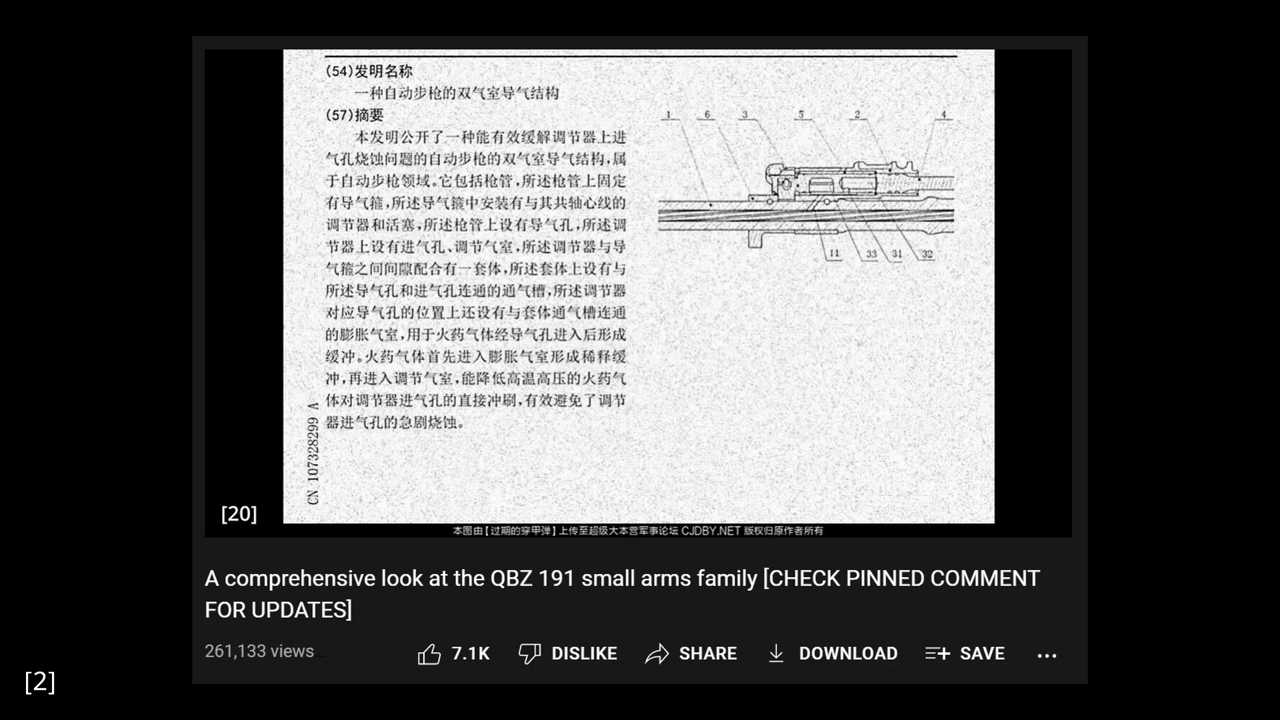 (54)发明名称
一种自动步枪的双气室导气结构
(57)摘要
本发明公开了一种能有效缓解调节器上进
气孔烧蚀问题的自动步枪的双气室导气结构,属
于自动步枪领域。它包括枪管,所述枪管上固定
有导气箍,所述导气箍中安装有与其共轴心线的
调节器和活塞,所述枪管上设有导气孔,所述调
节器上设有进气孔、调节气室,所述调节器与导
气箍之间间隙配合有一套体,所述套体上设有与
所述导气孔和进气孔连通的通气槽,所述调节器
对应导气孔的位置上还设有与套体通气槽连通
的膨胀气室,用于火药气体经导气孔进入后形成
缓冲。火药气体首先进入膨胀气室形成稀释缓
冲,再进入调节气室,能降低高温高压的火药气
体对调节器进气孔的直接冲刷,有效避免了调节
器进气孔的急剧烧蚀。
1 6 3 5 2 4
11 33 31 32
CN 107328299 A
[20]
本图由【过期的穿甲弹】上传至超级大本营军事论坛 CJDBY.NET 版权归原作者所有
A comprehensive look at the QBZ 191 small arms family [CHECK PINNED COMMENT
FOR UPDATES]
261,133 views 7.1K DISLIKE SHARE DOWNLOAD SAVE
[2]